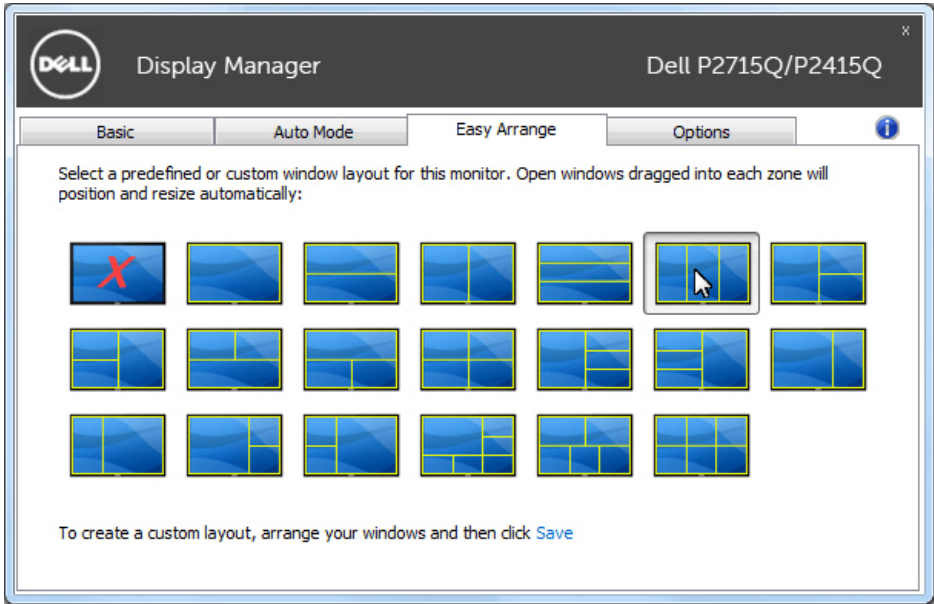 DELL
Display Manager
Dell P2715Q/P2415Q
x
Basic
Auto Mode
Easy Arrange
Options
i
Select a predefined or custom window layout for this monitor. Open windows dragged into each zone will
position and resize automatically:
X
To create a custom layout, arrange your windows and then click Save